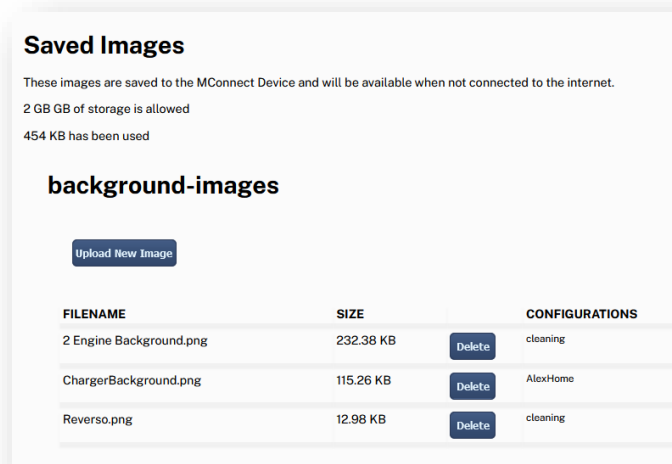 Saved Images
These images are saved to the MConnect Device and will be available when not connected to the internet.
2 GB GB of storage is allowed
454 KB has been used
background-images
Upload New Image
FILENAME SIZE CONFIGURATIONS
2 Engine Background.png 232.38 KB Delete cleaning
ChargerBackground.png 115.26 KB Delete AlexHome
Reverso.png 12.98 KB Delete cleaning